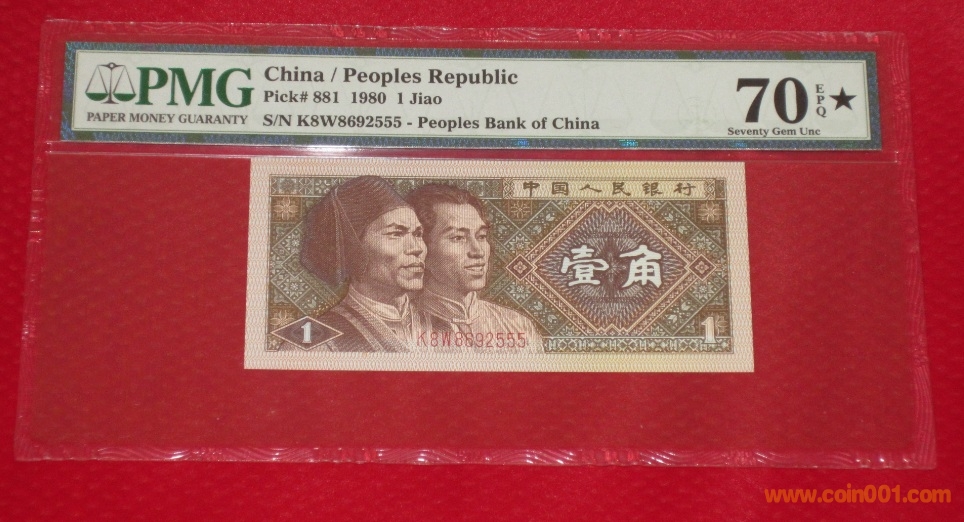 PMG
PAPER MONEY GUARANTY
China / Peoples Republic
Pick# 881 1980 1 Jiao
S/N K8W8692555 - Peoples Bank of China
70 EPQ ★
Seventy Gem Unc
中国人民银行
壹角
1
K8W8692555
1
www.coin001.com